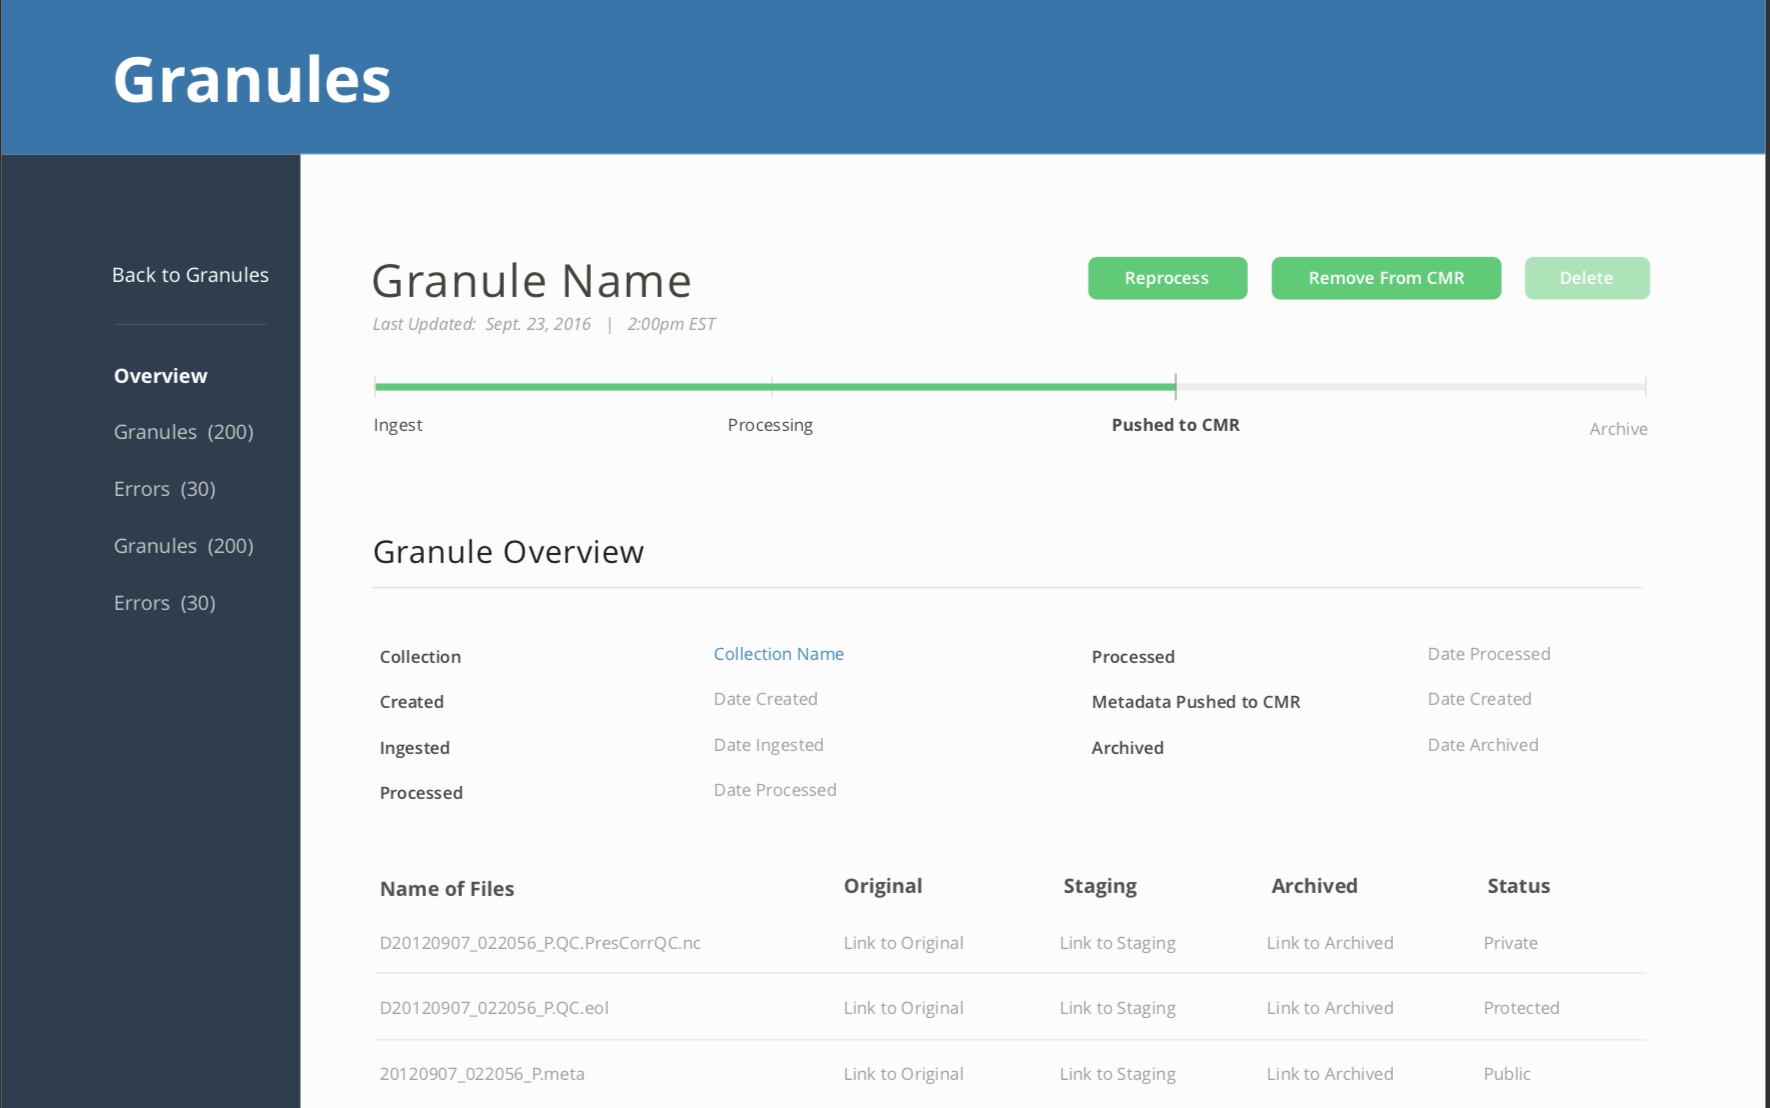 Granules
Back to Granules
Overview
Granules (200)
Errors (30)
Granules (200)
Errors (30)
Granule Name
Reprocess
Remove From CMR
Delete
Last Updated: Sept. 23, 2016 | 2:00pm EST
Ingest
Processing
Pushed to CMR
Archive
Granule Overview
Collection Collection Name Processed Date Processed
Created Date Created Metadata Pushed to CMR Date Created
Ingested Date Ingested Archived Date Archived
Processed Date Processed
Name of Files Original Staging Archived Status
D20120907_022056_P.QC.PresCorrQC.nc Link to Original Link to Staging Link to Archived Private
D20120907_022056_P.QC.eol Link to Original Link to Staging Link to Archived Protected
20120907_022056_P.meta Link to Original Link to Staging Link to Archived Public